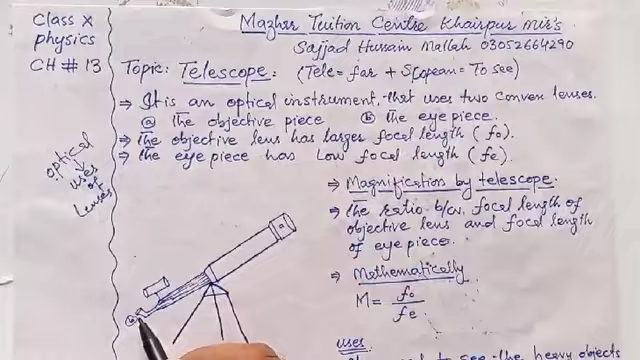 Class X
physics
CH # 13
Mazher Tuition Centre Khairpur Mir's
Sajjad Hussain Mallah 03052664290
Topic: Telescope: (Tele = far + Scopean = To see)
⇒ It is an optical instrument, that uses two convex lenses.
ⓐ The objective piece ⓑ The eye piece.
⇒ The objective lens has larger focal length (fo).
⇒ The eye piece has Low focal length (fe).
optical
uses
of
Lenses
⇒ Magnification by telescope.
⇒ The ratio b/w focal length of
objective lens and focal length
of eye piece.
⇒ Mathematically
M = fo/fe
uses
to see the heavy objects